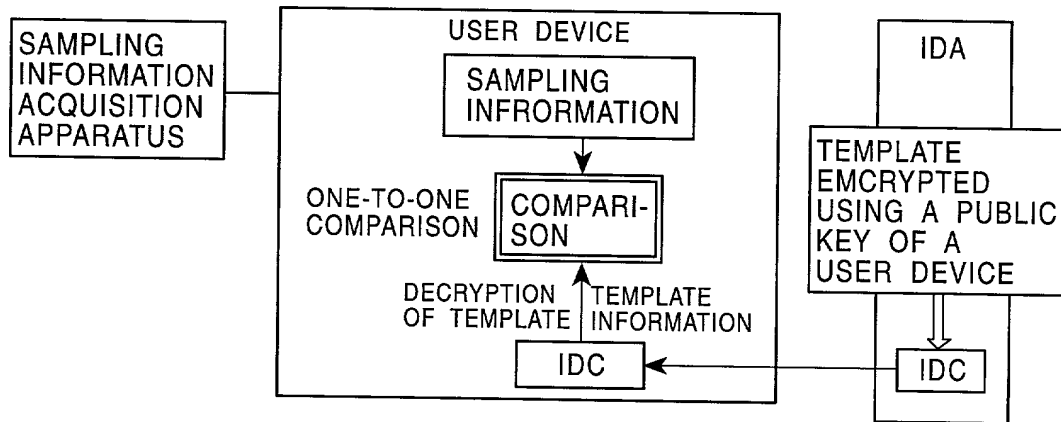 SAMPLING
INFORMATION
ACQUISITION
APPARATUS
USER DEVICE
SAMPLING
INFRORMATION
ONE-TO-ONE
COMPARISON
COMPARI-
SON
DECRYPTION
OF TEMPLATE
TEMPLATE
INFORMATION
IDC
IDA
TEMPLATE
EMCRYPTED
USING A PUBLIC
KEY OF A
USER DEVICE
IDC